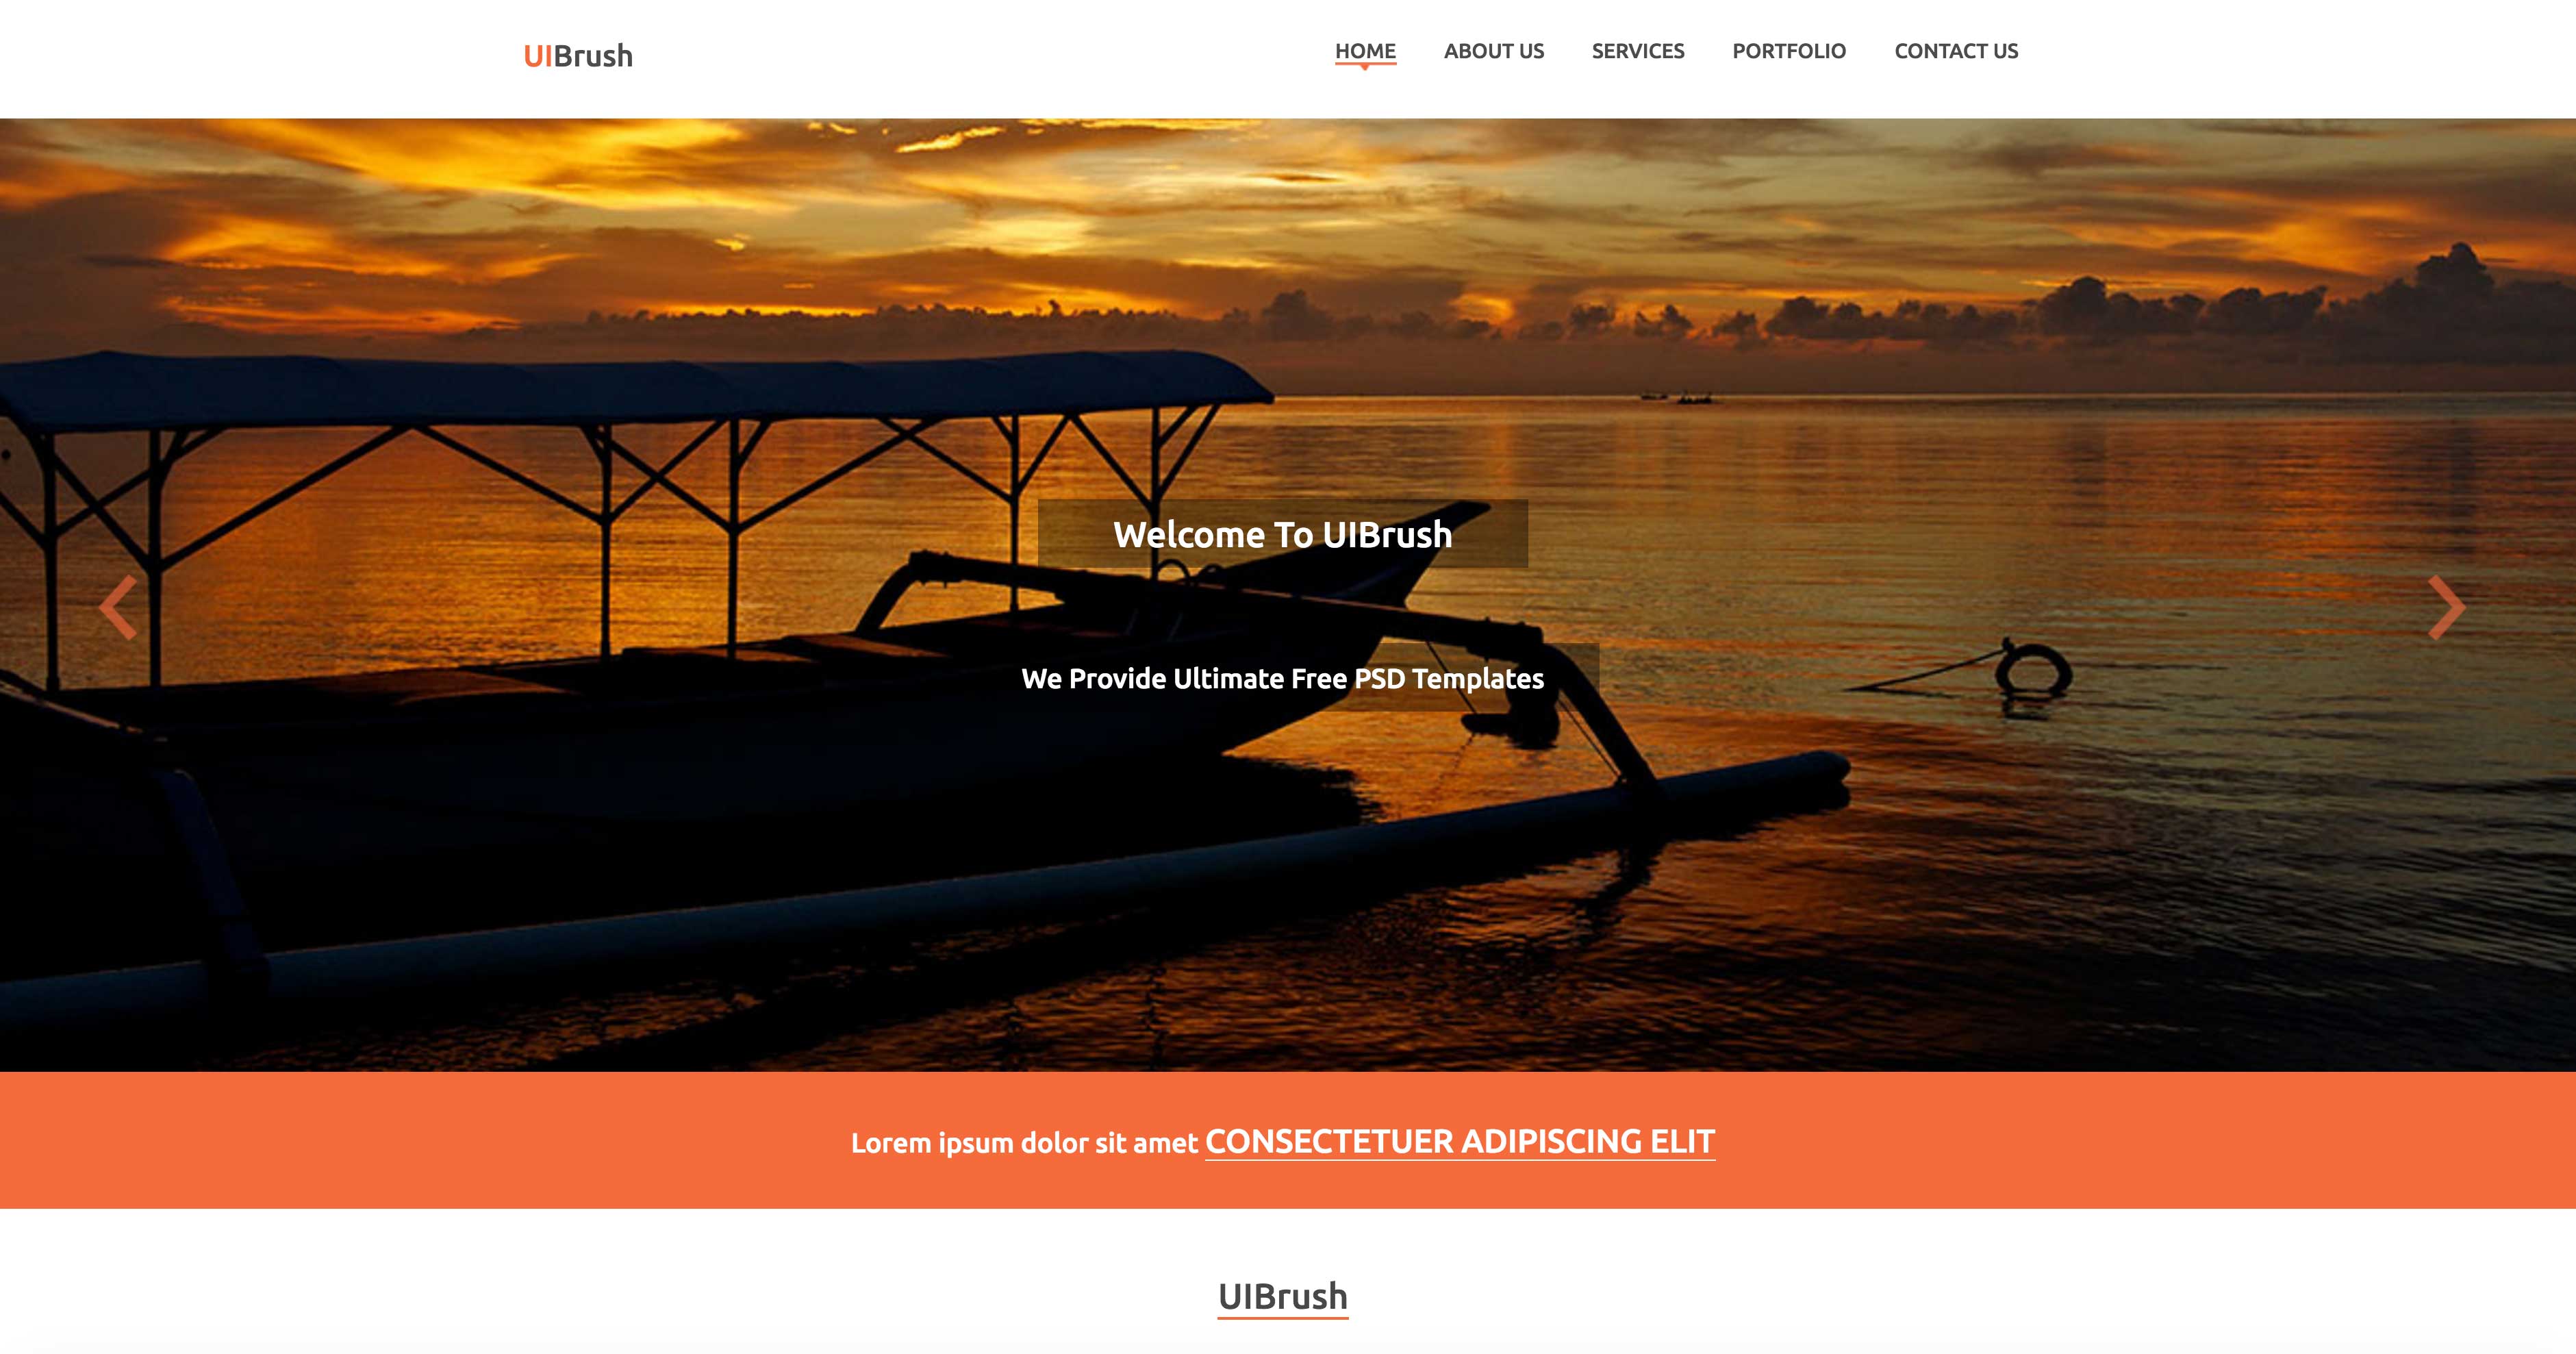 UIBrush
HOME ABOUT US SERVICES PORTFOLIO CONTACT US
Welcome To UIBrush
We Provide Ultimate Free PSD Templates
Lorem ipsum dolor sit amet CONSECTETUER ADIPISCING ELIT
UIBrush